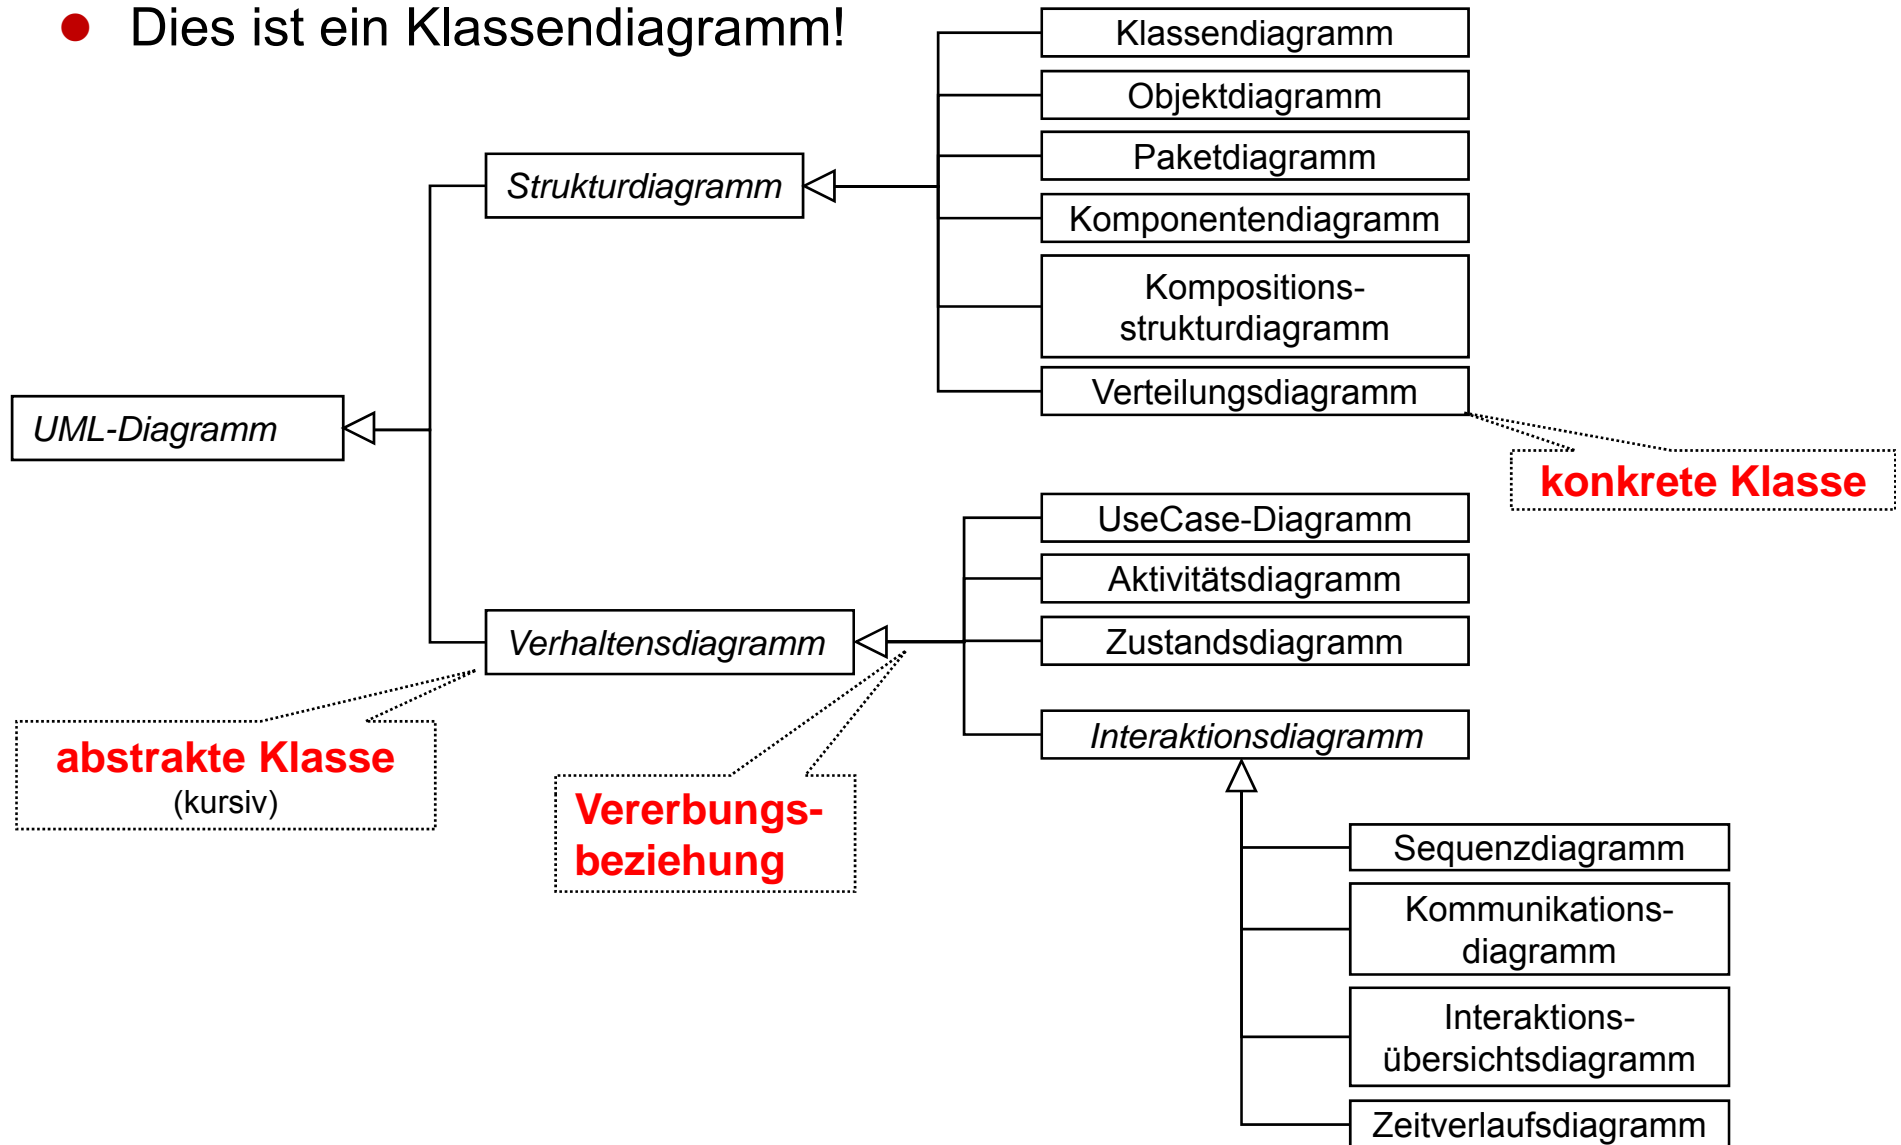 Dies ist ein Klassendiagramm!
Klassendiagramm
Objektdiagramm
Paketdiagramm
Komponentendiagramm
Kompositions-
strukturdiagramm
Verteilungsdiagramm
Strukturdiagramm
UML-Diagramm
konkrete Klasse
UseCase-Diagramm
Aktivitätsdiagramm
Zustandsdiagramm
Interaktionsdiagramm
Verhaltensdiagramm
abstrakte Klasse
(kursiv)
Vererbungs-
beziehung
Sequenzdiagramm
Kommunikations-
diagramm
Interaktions-
übersichtsdiagramm
Zeitverlaufsdiagramm